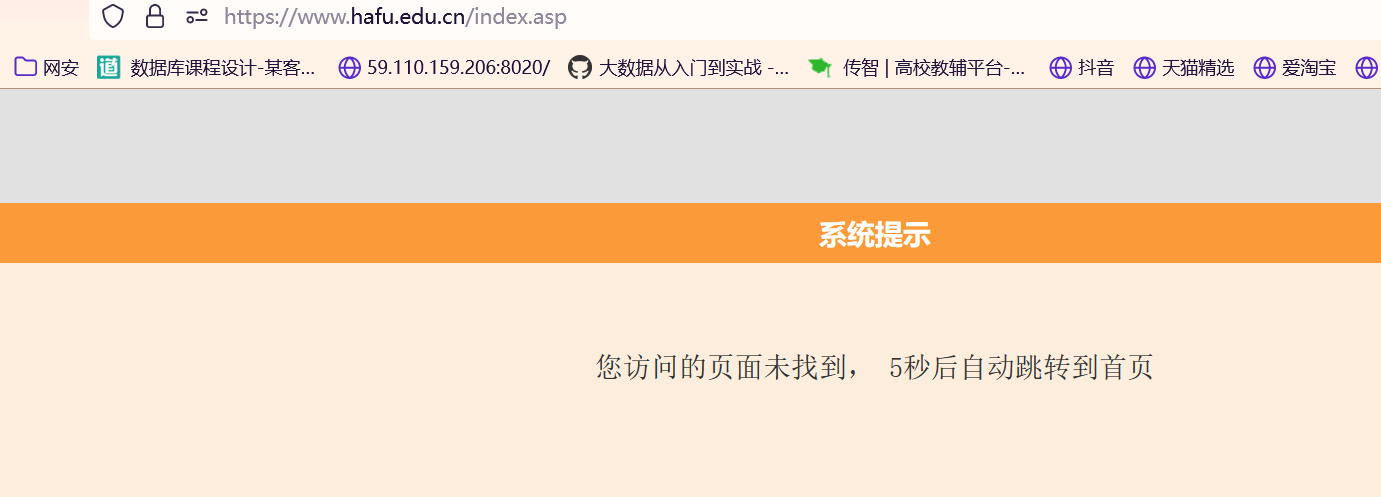 https://www.hafu.edu.cn/index.asp
网安 道 数据库课程设计-某客... 59.110.159.206:8020/ 大数据从入门到实战 -... 传智 | 高校教辅平台-... 抖音 天猫精选 爱淘宝
系统提示
您访问的页面未找到， 5秒后自动跳转到首页